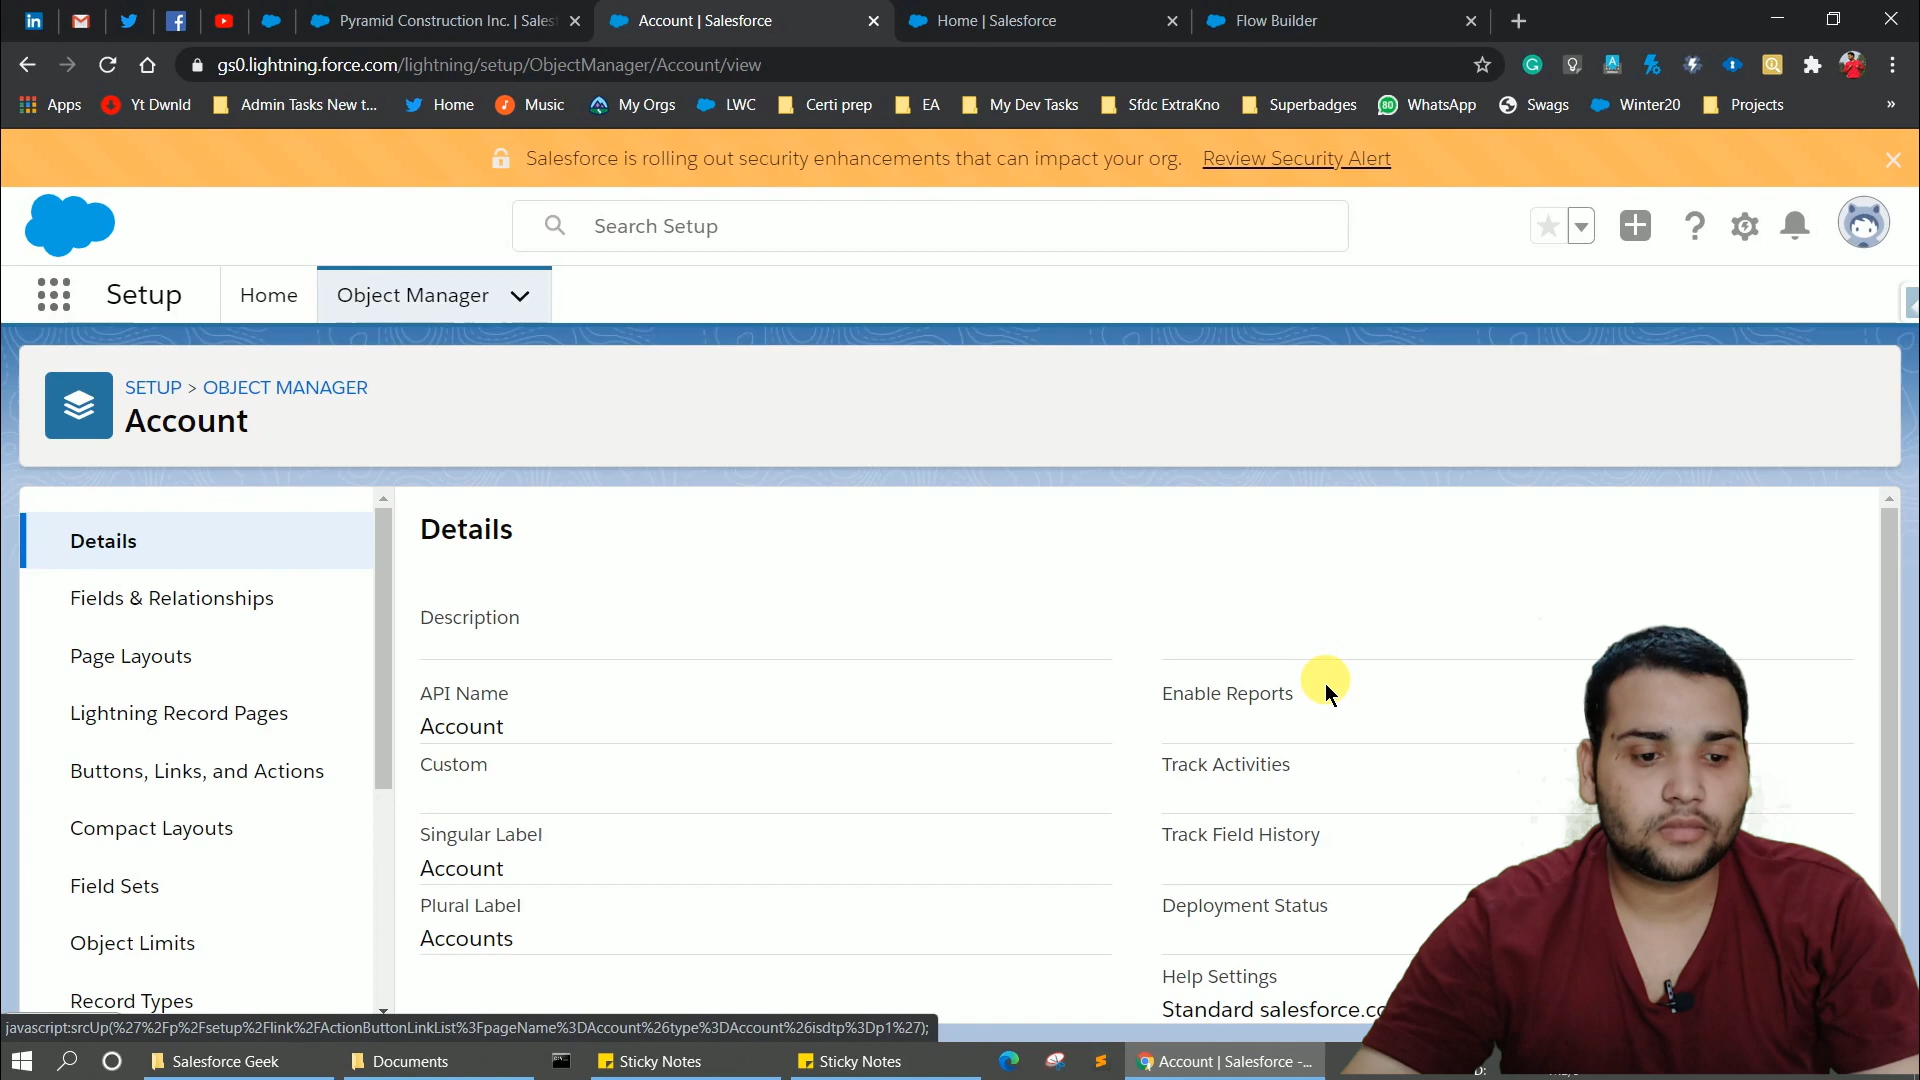 Pyramid Construction Inc. | Sales
Account | Salesforce
Home | Salesforce
Flow Builder
gs0.lightning.force.com/lightning/setup/ObjectManager/Account/view
Apps
Yt Dwnld
Admin Tasks New t...
Home
Music
My Orgs
LWC
Certi prep
EA
My Dev Tasks
Sfdc ExtraKno
Superbadges
80
WhatsApp
Swags
Winter20
Projects
»
Salesforce is rolling out security enhancements that can impact your org. Review Security Alert
Search Setup
Setup
Home
Object Manager
SETUP > OBJECT MANAGER
Account
Details
Fields & Relationships
Page Layouts
Lightning Record Pages
Buttons, Links, and Actions
Compact Layouts
Field Sets
Object Limits
Record Types
Details
Description
API Name
Account
Custom
Singular Label
Account
Plural Label
Accounts
Enable Reports
Track Activities
Track Field History
Deployment Status
Help Settings
Standard salesforce.co
javascript:srcUp(%27%2Fp%2Fsetup%2Flink%2FActionButtonLinkList%3FpageName%3DAccount%26type%3DAccount%26isdtp%3Dp1%27);
Salesforce Geek
Documents
Sticky Notes
Sticky Notes
Account | Salesforce -...